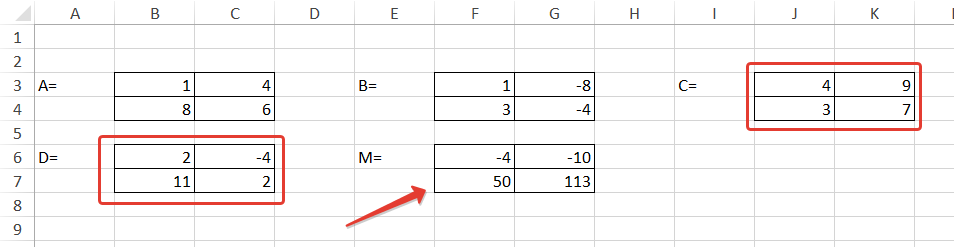 A B C D E F G H I J K
1
2
3 A= 1 4 B= 1 -8 C= 4 9
4 8 6 3 -4 3 7
5
6 D= 2 -4 M= -4 -10
7 11 2 50 113
8
9